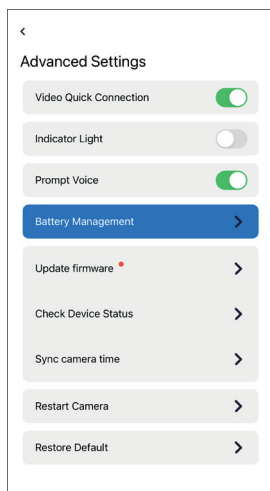 Advanced Settings
Video Quick Connection
Indicator Light
Prompt Voice
Battery Management
Update firmware
Check Device Status
Sync camera time
Restart Camera
Restore Default